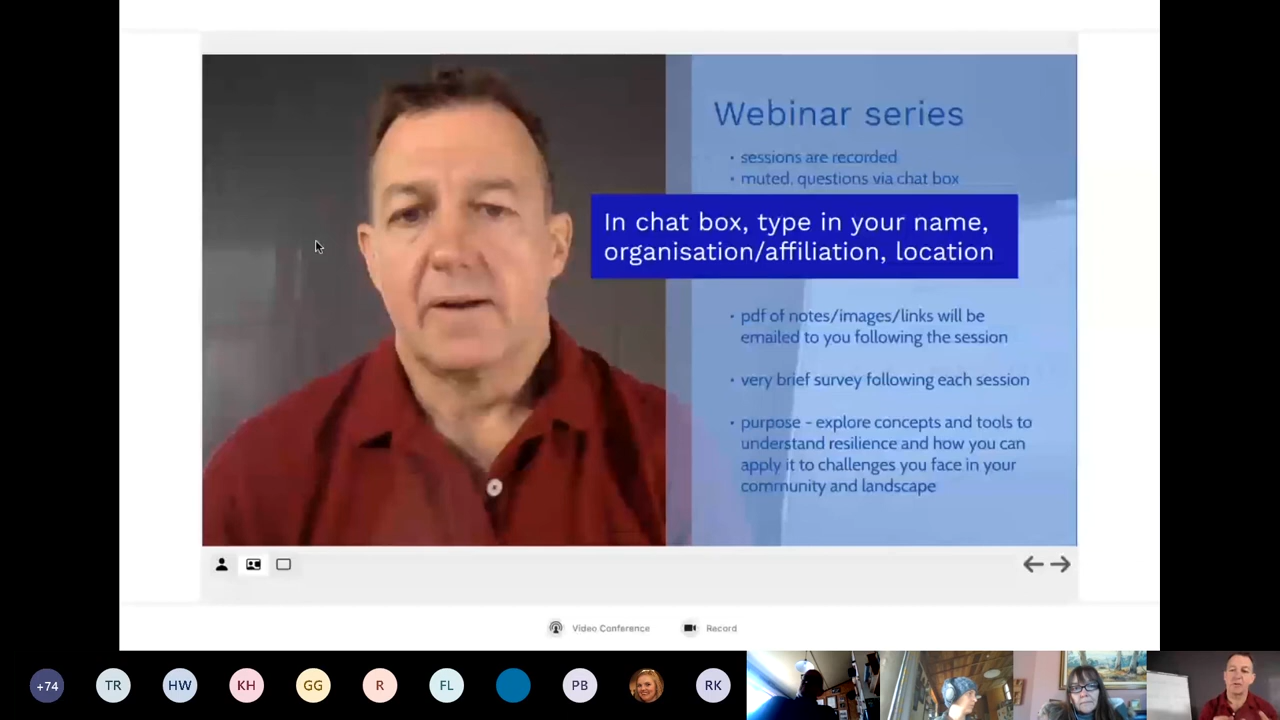 Webinar series
• sessions are recorded
• muted, questions via chat box
In chat box, type in your name,
organisation/affiliation, location
• pdf of notes/images/links will be
emailed to you following the session
• very brief survey following each session
• purpose - explore concepts and tools to
understand resilience and how you can
apply it to challenges you face in your
community and landscape
Video Conference
Record
+74
TR
HW
KH
GG
R
FL
PB
RK